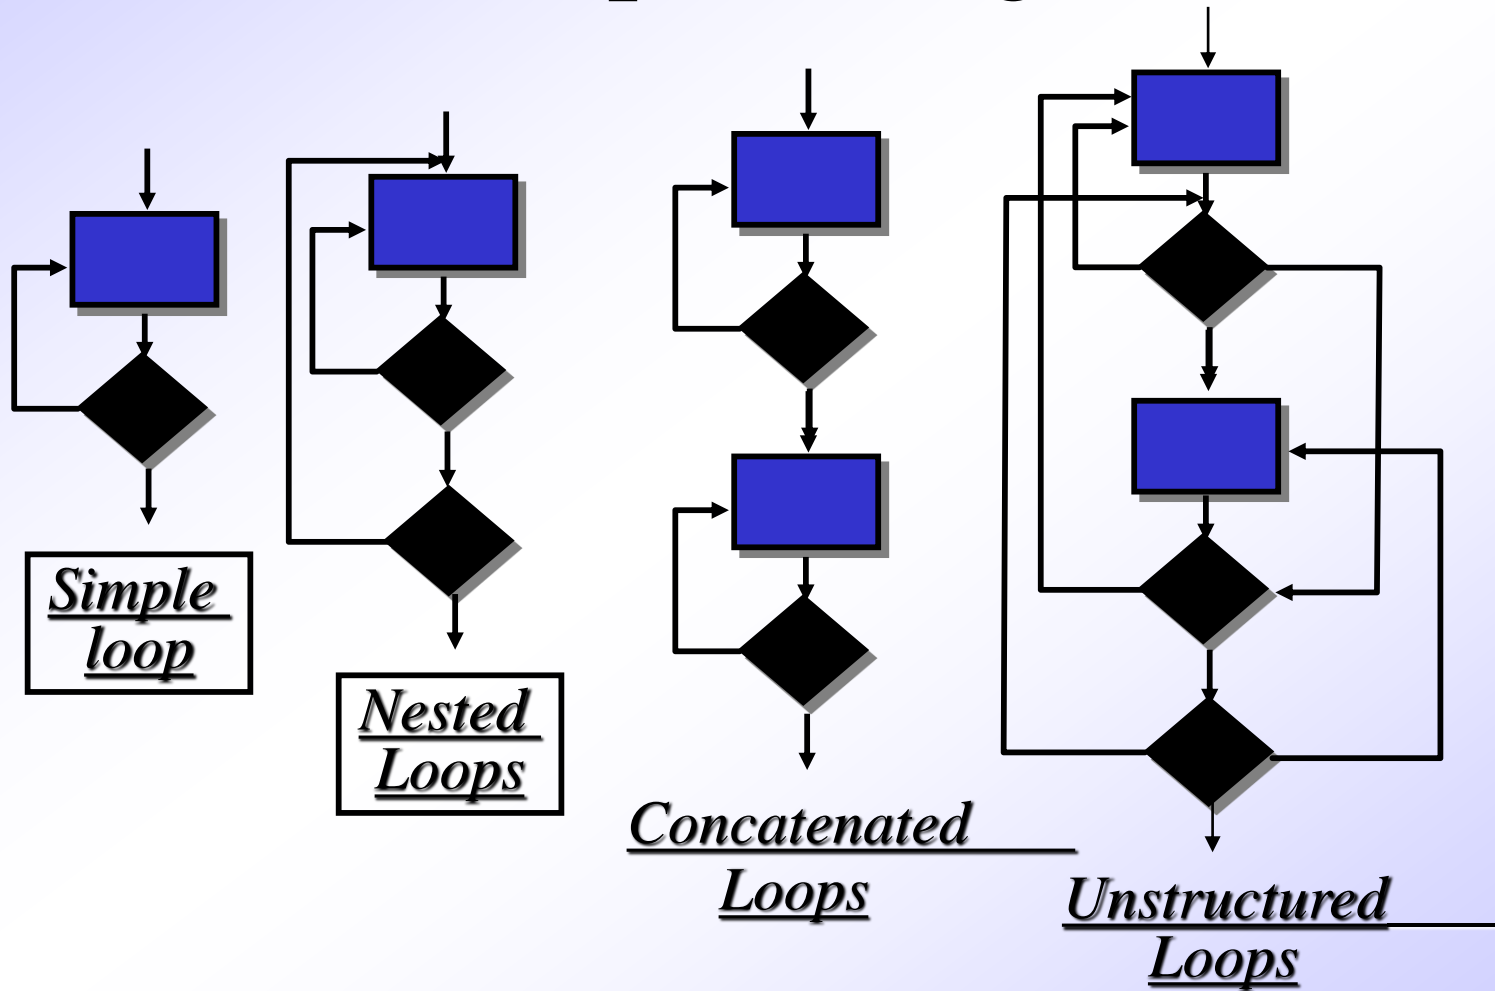 Simple
loop
Nested
Loops
Concatenated
Loops
Unstructured
Loops